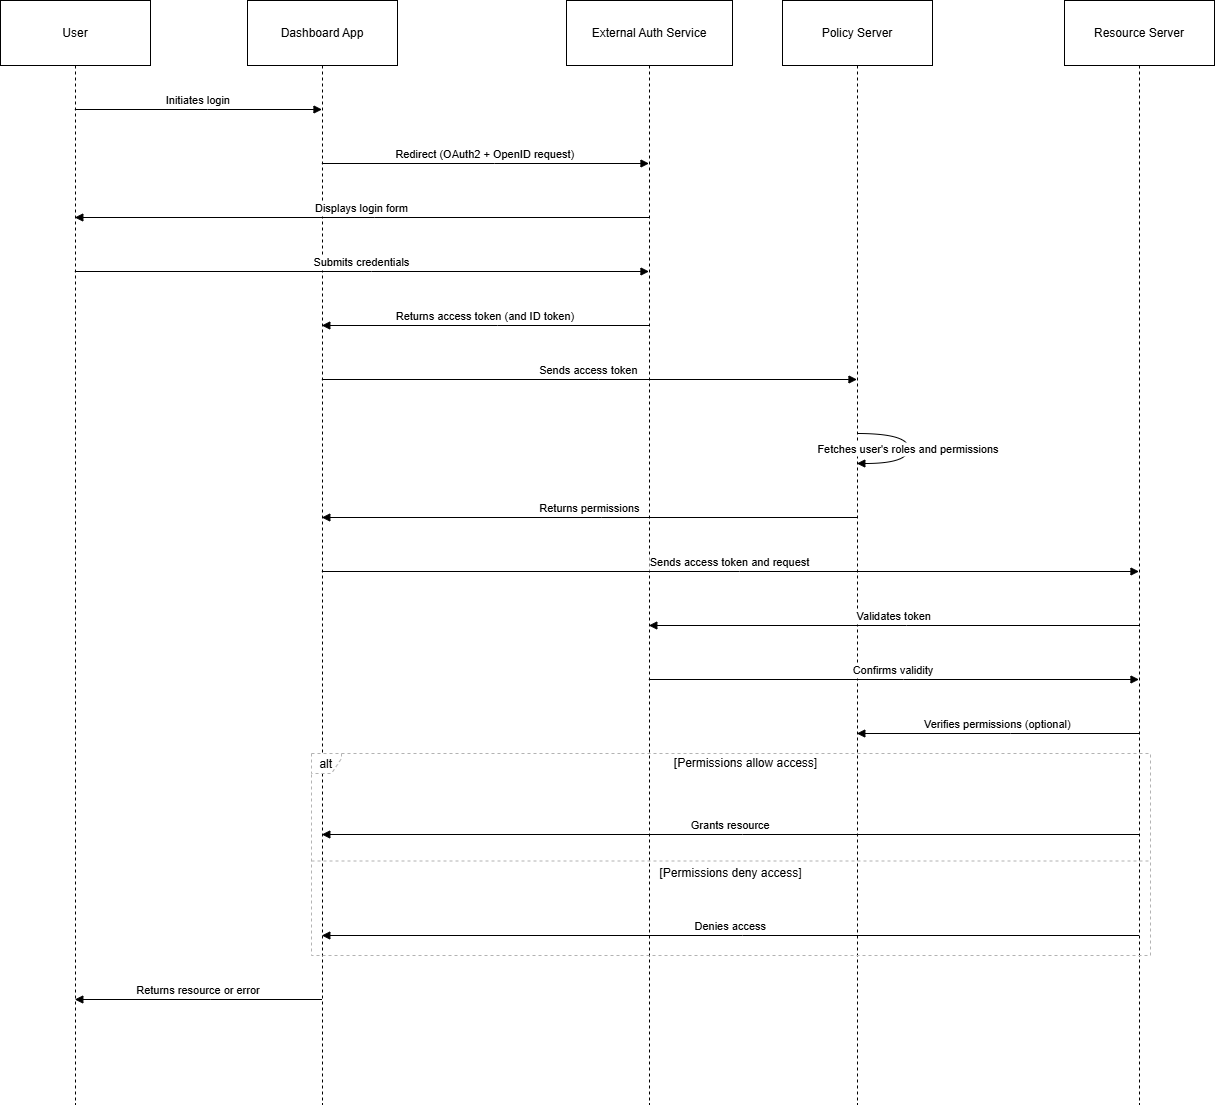 User
Dashboard App
External Auth Service
Policy Server
Resource Server
Initiates login
Redirect (OAuth2 + OpenID request)
Displays login form
Submits credentials
Returns access token (and ID token)
Sends access token
Fetches user's roles and permissions
Returns permissions
Sends access token and request
Validates token
Confirms validity
Verifies permissions (optional)
alt
[Permissions allow access]
Grants resource
[Permissions deny access]
Denies access
Returns resource or error